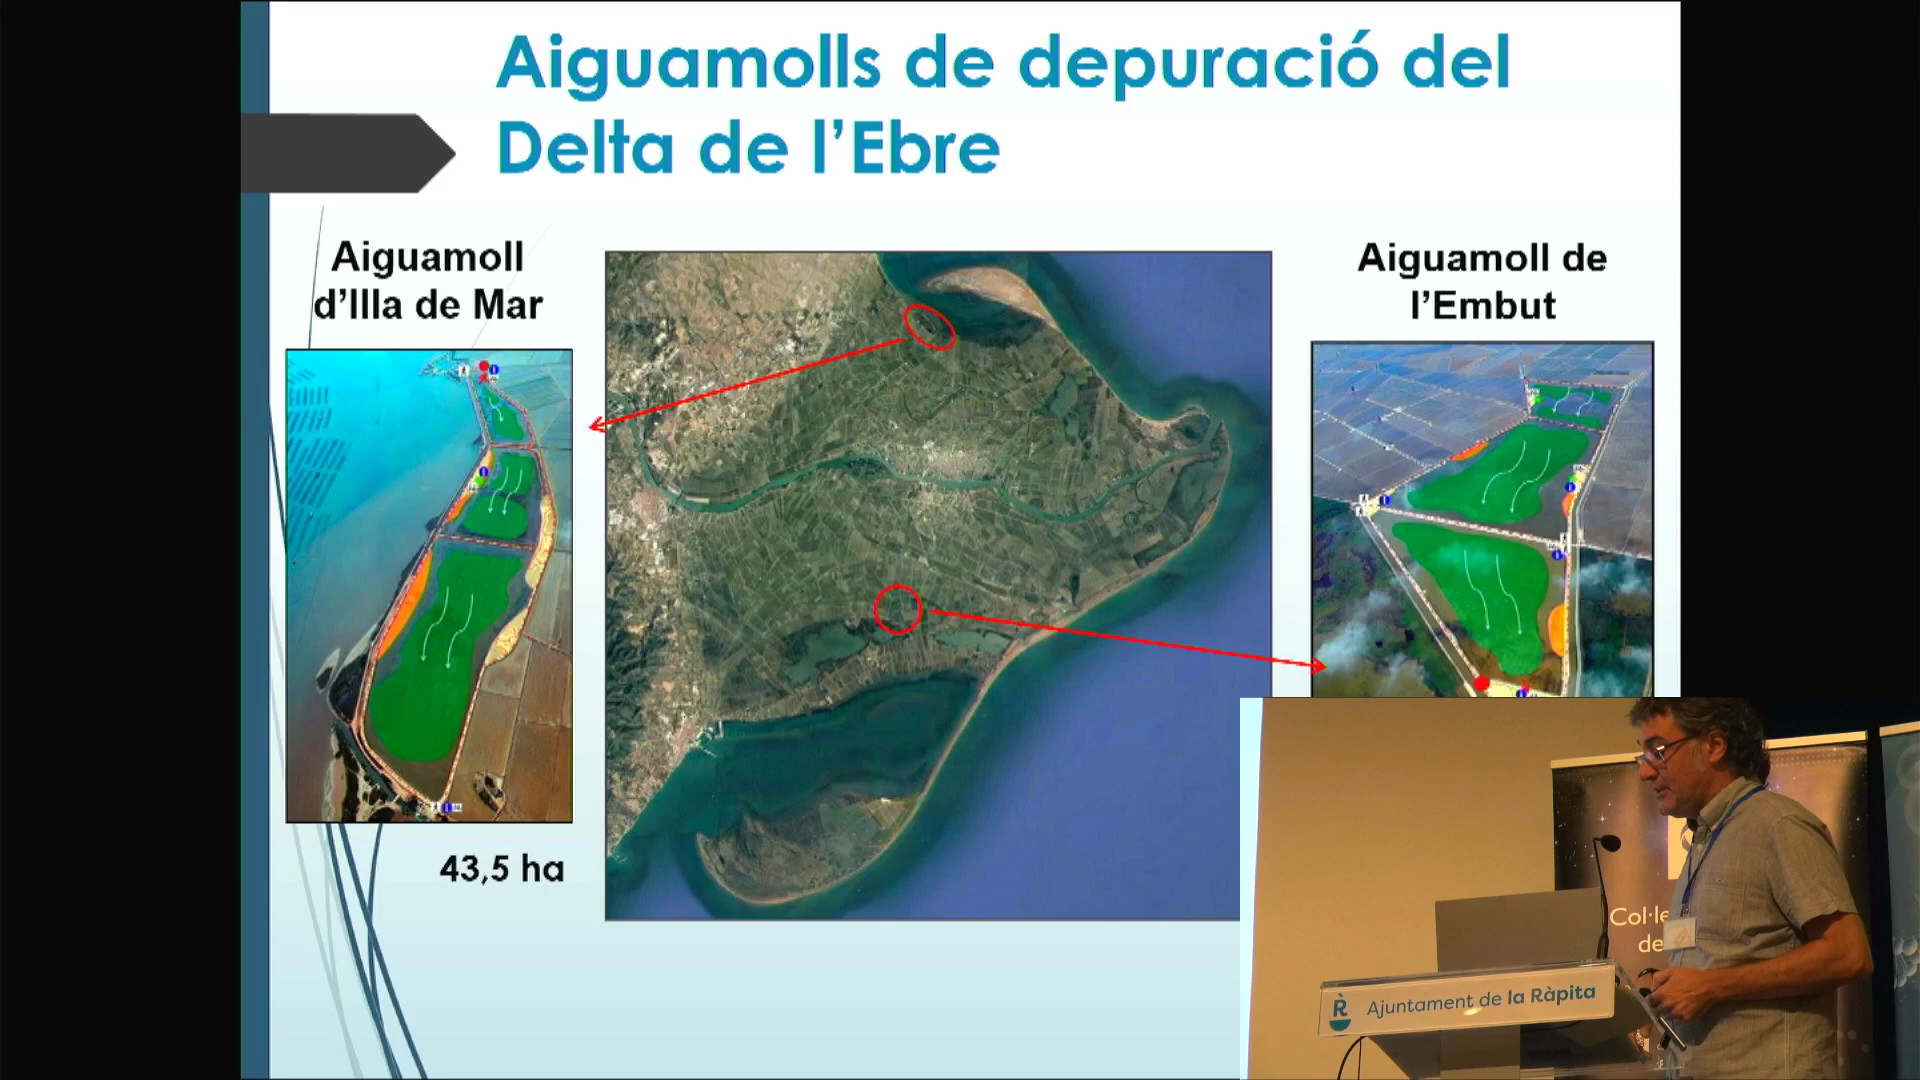 Aiguamolls de depuració del
Delta de l'Ebre
Aiguamoll
d'Illa de Mar
Aiguamoll de
l'Embut
43,5 ha
Col·le
de
R Ajuntament de la Ràpita